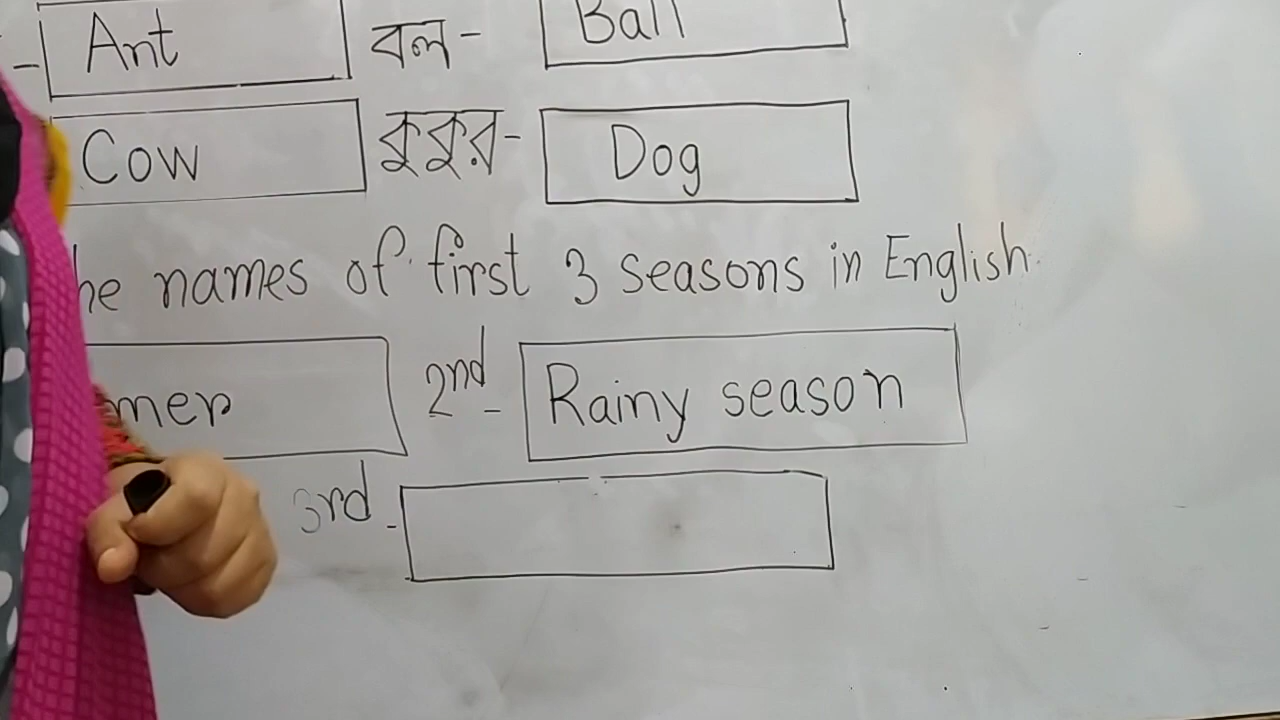 - Ant বল- Ball
Cow কুকুর- Dog
he names of first 3 seasons in English.
mer 2nd- Rainy season
3rd-